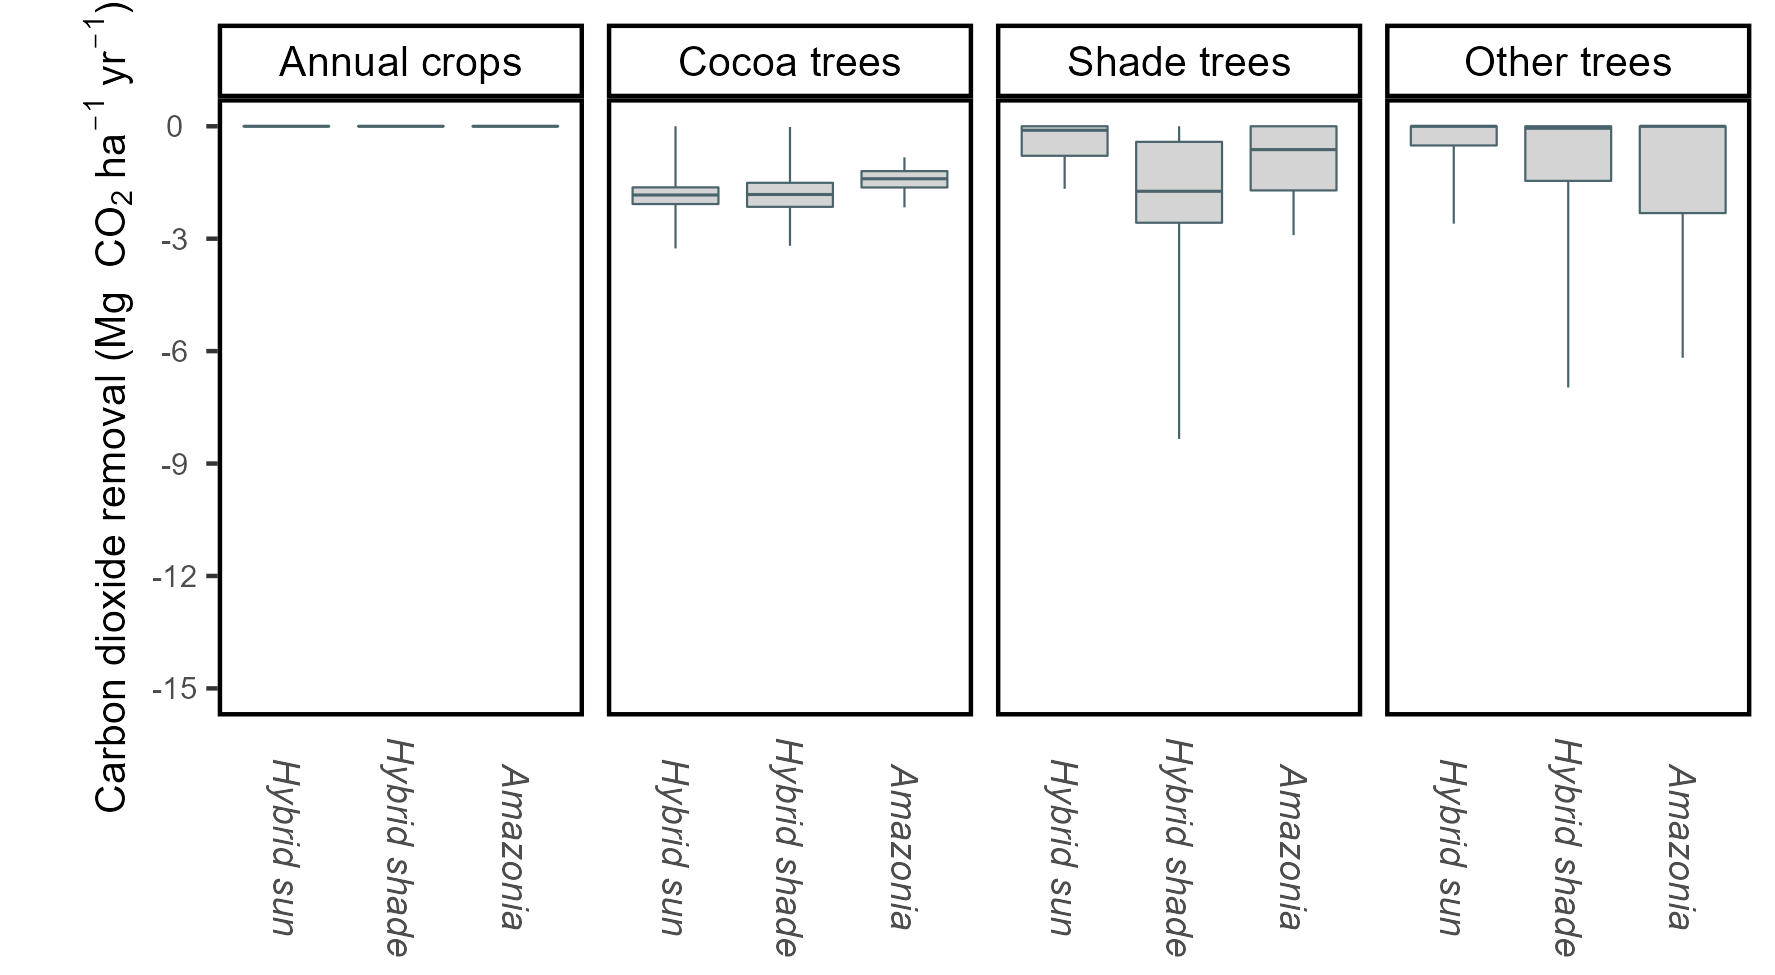 Annual crops
Cocoa trees
Shade trees
Other trees
Carbon dioxide removal (Mg CO₂ ha⁻¹ yr⁻¹)
0
-3
-6
-9
-12
-15
Hybrid sun
Hybrid shade
Amazonia
Hybrid sun
Hybrid shade
Amazonia
Hybrid sun
Hybrid shade
Amazonia
Hybrid sun
Hybrid shade
Amazonia